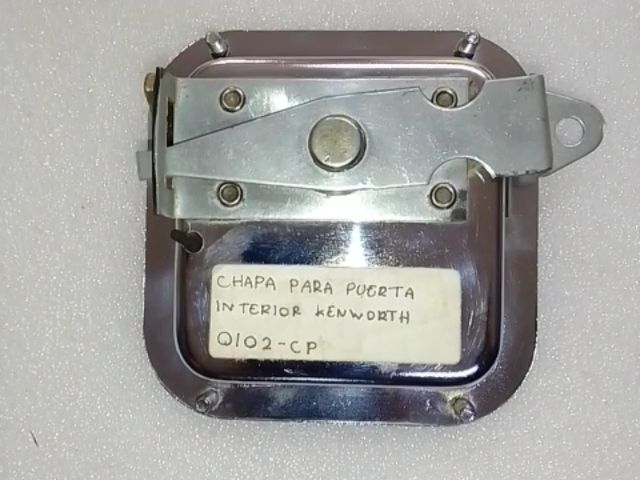 CHAPA PARA PUERTA
INTERIOR KENWORTH
Q102-CP